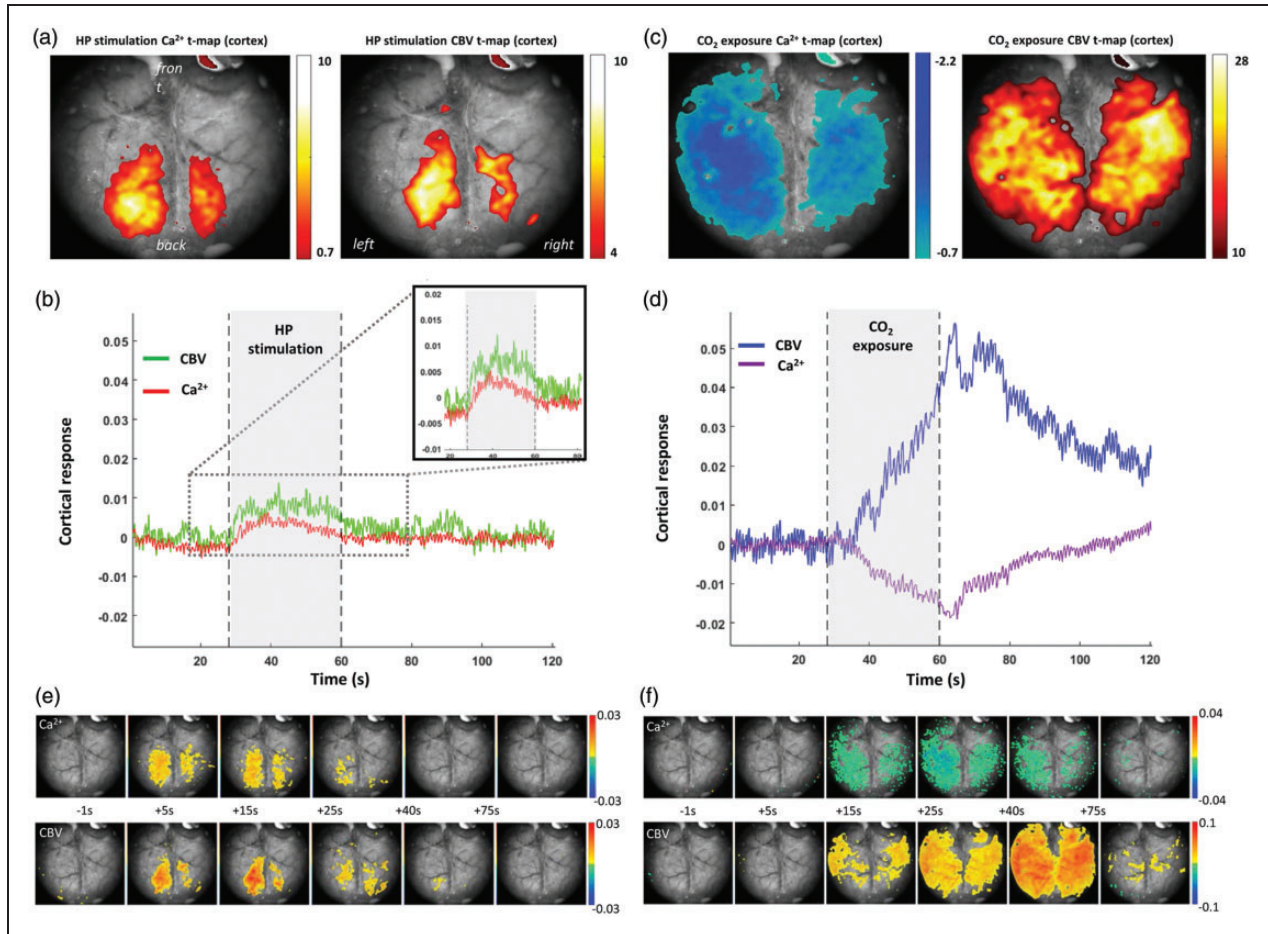 (a)
HP stimulation Ca²⁺ t-map (cortex)
HP stimulation CBV t-map (cortex)
fron
t
back
10
0.7
left
right
10
4
(c)
CO₂ exposure Ca²⁺ t-map (cortex)
CO₂ exposure CBV t-map (cortex)
-2.2
-0.7
28
10
(b)
0.05
0.04
0.03
0.02
0.01
0
-0.01
-0.02
Cortical response
CBV
Ca²⁺
HP
stimulation
0.02
0.015
0.01
0.005
0
-0.005
-0.01
20
40
60
80
20
40
60
80
100
120
Time (s)
(d)
0.05
0.04
0.03
0.02
0.01
0
-0.01
-0.02
Cortical response
CBV
Ca²⁺
CO₂
exposure
20
40
60
80
100
120
Time (s)
(e)
Ca²⁺
0.03
-0.03
-1s
+5s
+15s
+25s
+40s
+75s
CBV
0.03
-0.03
(f)
Ca²⁺
0.04
-0.04
-1s
+5s
+15s
+25s
+40s
+75s
CBV
0.1
-0.1